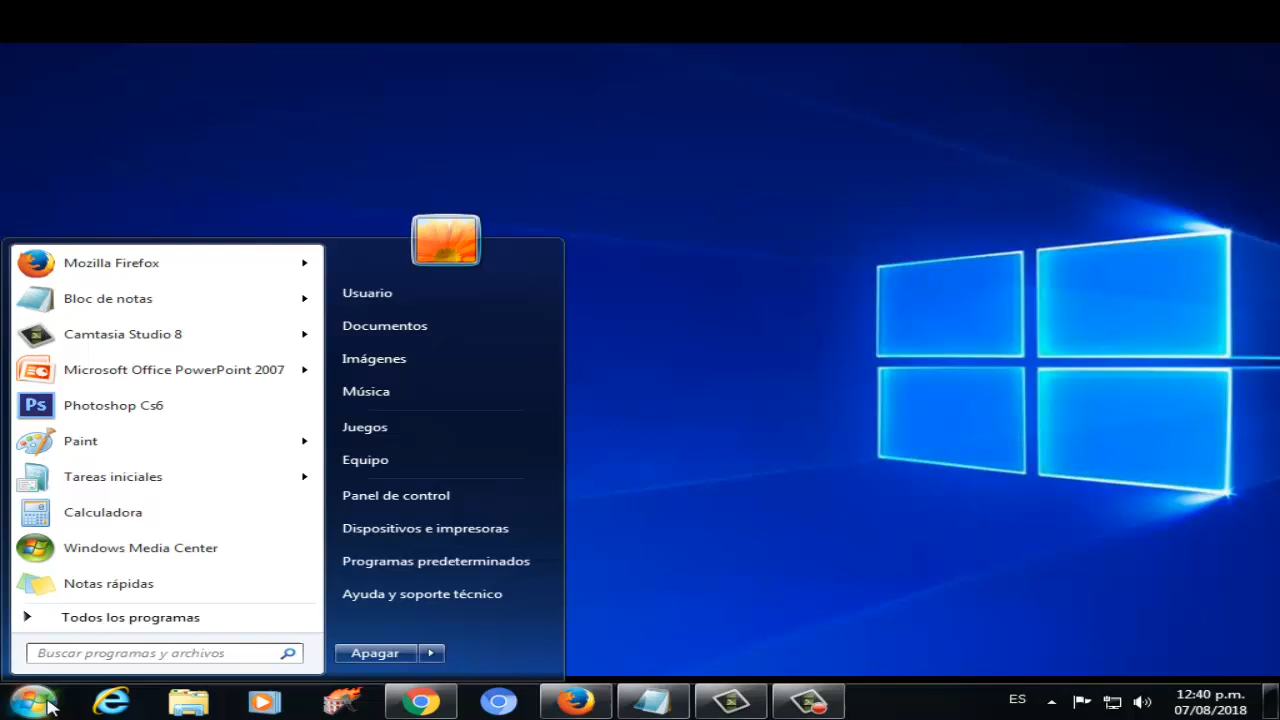 Mozilla Firefox
Bloc de notas
Camtasia Studio 8
Microsoft Office PowerPoint 2007
Ps Photoshop Cs6
Paint
Tareas iniciales
Calculadora
Windows Media Center
Notas rápidas
Todos los programas
Buscar programas y archivos
Usuario
Documentos
Imágenes
Música
Juegos
Equipo
Panel de control
Dispositivos e impresoras
Programas predeterminados
Ayuda y soporte técnico
Apagar
ES
12:40 p.m.
07/08/2018